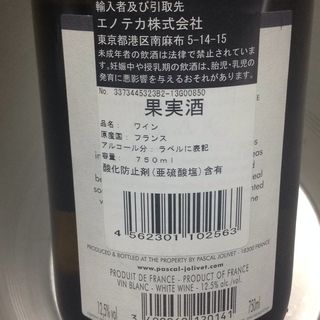 輸入者及び引取先
エノテカ株式会社
東京都港区南麻布 5-14-15
未成年者の飲酒は法律で禁止されています。
妊娠中や授乳期の飲酒は、胎児・乳児の
発育に悪影響を与えるおそれがあります。
No. 3373445323B2-13G00850
果実酒
品名: ワイン
原産国: フランス
アルコール分: ラベルに表記
容量: 750ml
酸化防止剤(亜硫酸塩)含有
4562301102563
PRODUCED & BOTTLED AT THE PROPERTY BY PASCAL JOLIVET - 18300 FRANCE
www.pascal-jolivet.com
PRODUIT DE FRANCE - PRODUCT OF FRANCE
VIN BLANC - WHITE WINE - 12.5% alc./vol.
12,5% vol
750ml